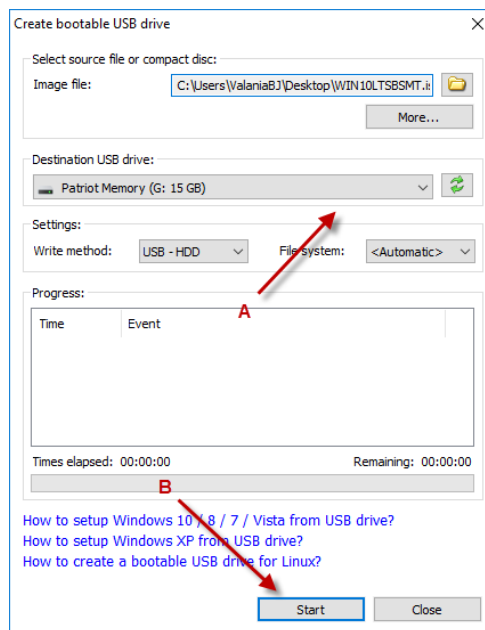 Create bootable USB drive
Select source file or compact disc:
Image file: C:\Users\ValaniaBJ\Desktop\WIN10LTSBSMT.is
More...
Destination USB drive:
Patriot Memory (G: 15 GB)
Settings:
Write method: USB - HDD File system: <Automatic>
A
Progress:
Time Event
Times elapsed: 00:00:00 Remaining: 00:00:00
B
How to setup Windows 10 / 8 / 7 / Vista from USB drive?
How to setup Windows XP from USB drive?
How to create a bootable USB drive for Linux?
Start Close